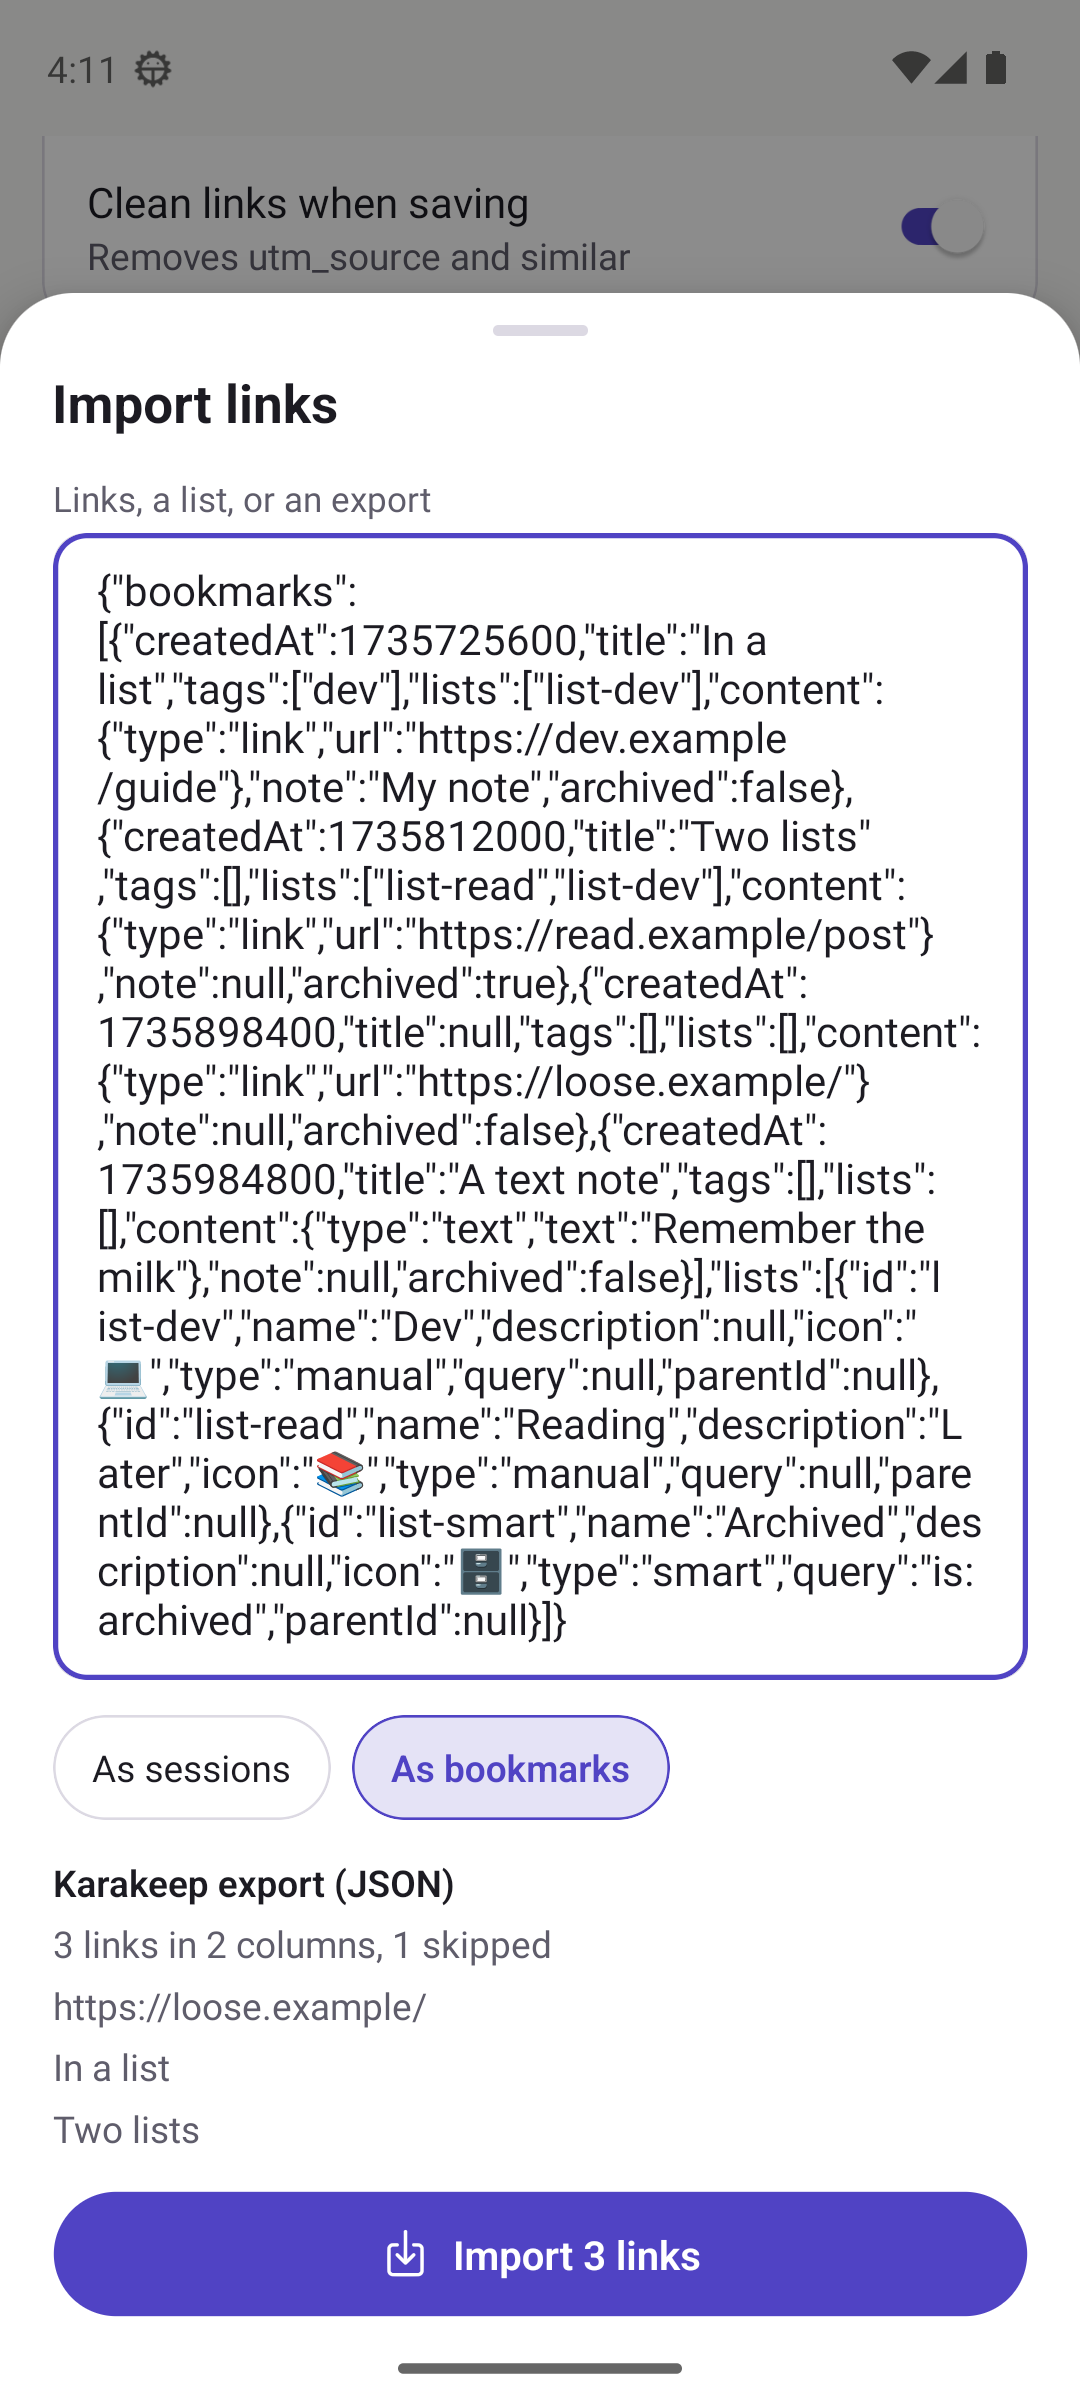 4:11
Clean links when saving
Removes utm_source and similar
Import links
Links, a list, or an export
{"bookmarks":
[{"createdAt":1735725600,"title":"In a
list","tags":["dev"],"lists":["list-dev"],"content":
{"type":"link","url":"https://dev.example
/guide"},"note":"My note","archived":false},
{"createdAt":1735812000,"title":"Two lists"
,"tags":[],"lists":["list-read","list-dev"],"content":
{"type":"link","url":"https://read.example/post"}
,"note":null,"archived":true},{"createdAt":
1735898400,"title":null,"tags":[],"lists":[],"content":
{"type":"link","url":"https://loose.example/"}
,"note":null,"archived":false},{"createdAt":
1735984800,"title":"A text note","tags":[],"lists":
[],"content":{"type":"text","text":"Remember the
milk"},"note":null,"archived":false}],"lists":[{"id":"l
ist-dev","name":"Dev","description":null,"icon":"
💻","type":"manual","query":null,"parentId":null},
{"id":"list-read","name":"Reading","description":"L
ater","icon":"📚","type":"manual","query":null,"pare
ntId":null},{"id":"list-smart","name":"Archived","des
cription":null,"icon":"🗄️","type":"smart","query":"is:
archived","parentId":null}]}
As sessions
As bookmarks
Karakeep export (JSON)
3 links in 2 columns, 1 skipped
https://loose.example/
In a list
Two lists
Import 3 links